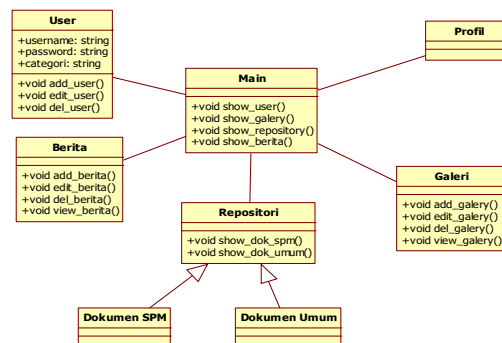 User
+username: string
+password: string
+categori: string
+void add_user()
+void edit_user()
+void del_user()
Profil
Main
+void show_user()
+void show_galery()
+void show_repository()
+void show_berita()
Berita
+void add_berita()
+void edit_berita()
+void del_berita()
+void view_berita()
Galeri
+void add_galery()
+void edit_galery()
+void del_galery()
+void view_galery()
Repositori
+void show_dok_spm()
+void show_dok_umum()
Dokumen SPM
Dokumen Umum